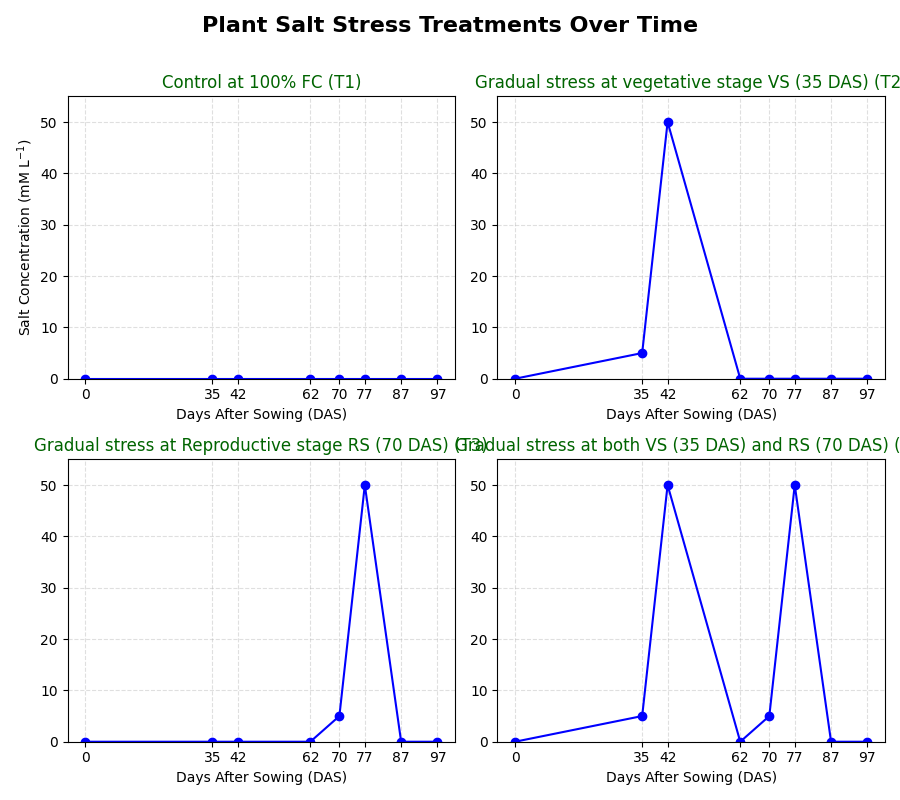 Plant Salt Stress Treatments Over Time
Control at 100% FC (T1)
Salt Concentration (mM L⁻¹)
50
40
30
20
10
0
0 35 42 62 70 77 87 97
Days After Sowing (DAS)
Gradual stress at vegetative stage VS (35 DAS) (T2
50
40
30
20
10
0
0 35 42 62 70 77 87 97
Days After Sowing (DAS)
Gradual stress at Reproductive stage RS (70 DAS) (T3)
50
40
30
20
10
0
0 35 42 62 70 77 87 97
Days After Sowing (DAS)
Gradual stress at both VS (35 DAS) and RS (70 DAS) (
50
40
30
20
10
0
0 35 42 62 70 77 87 97
Days After Sowing (DAS)